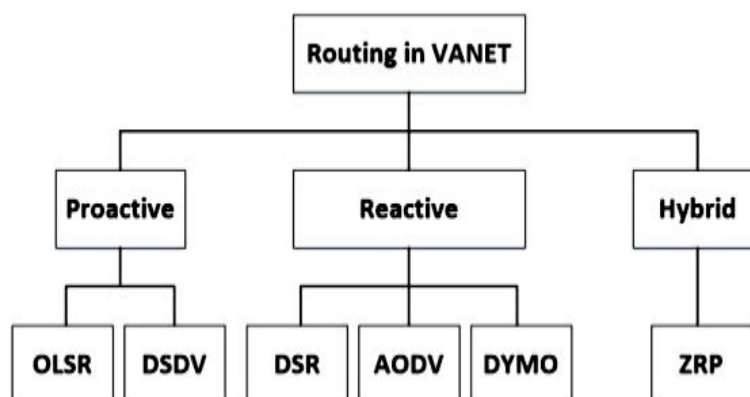 Routing in VANET
Proactive
Reactive
Hybrid
OLSR
DSDV
DSR
AODV
DYMO
ZRP